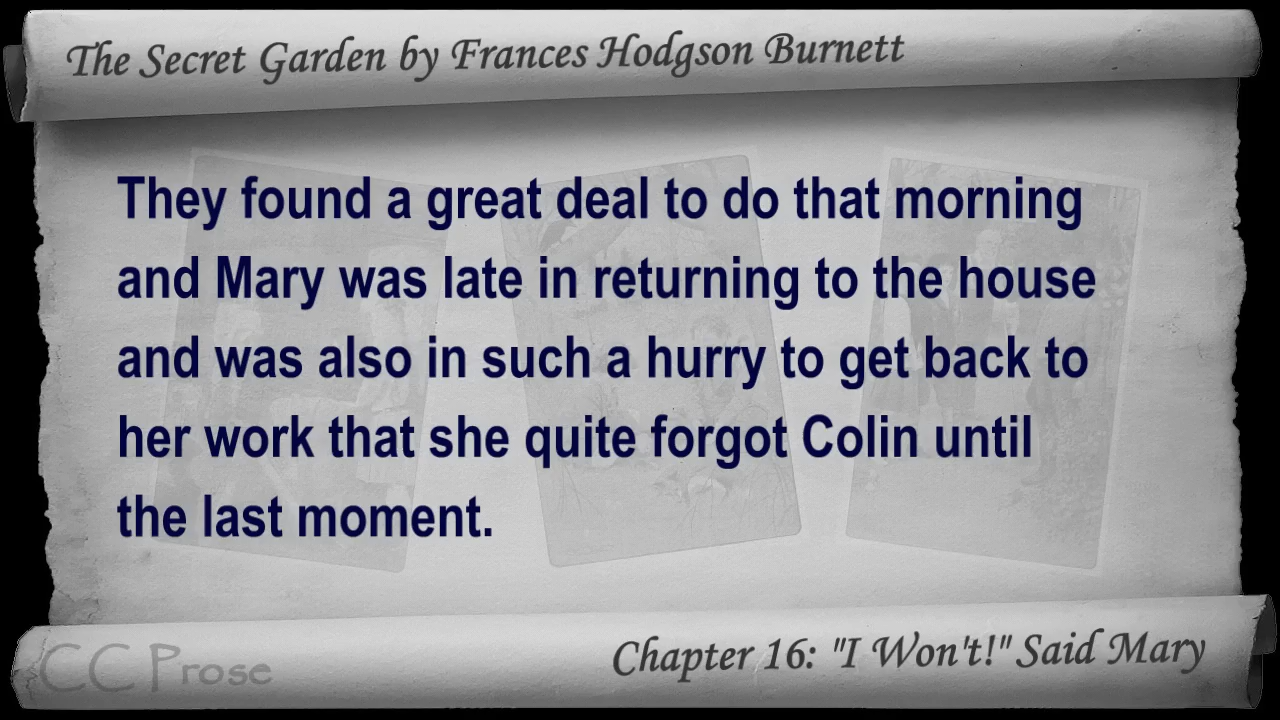 The Secret Garden by Frances Hodgson Burnett
They found a great deal to do that morning
and Mary was late in returning to the house
and was also in such a hurry to get back to
her work that she quite forgot Colin until
the last moment.
CC Prose
Chapter 16: "I Won't!" Said Mary